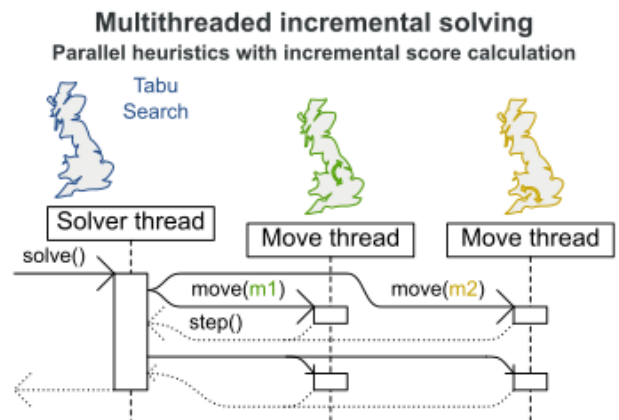 Multithreaded incremental solving
Parallel heuristics with incremental score calculation
Tabu
Search
Solver thread
Move thread
Move thread
solve()
move(m1)
move(m2)
step()